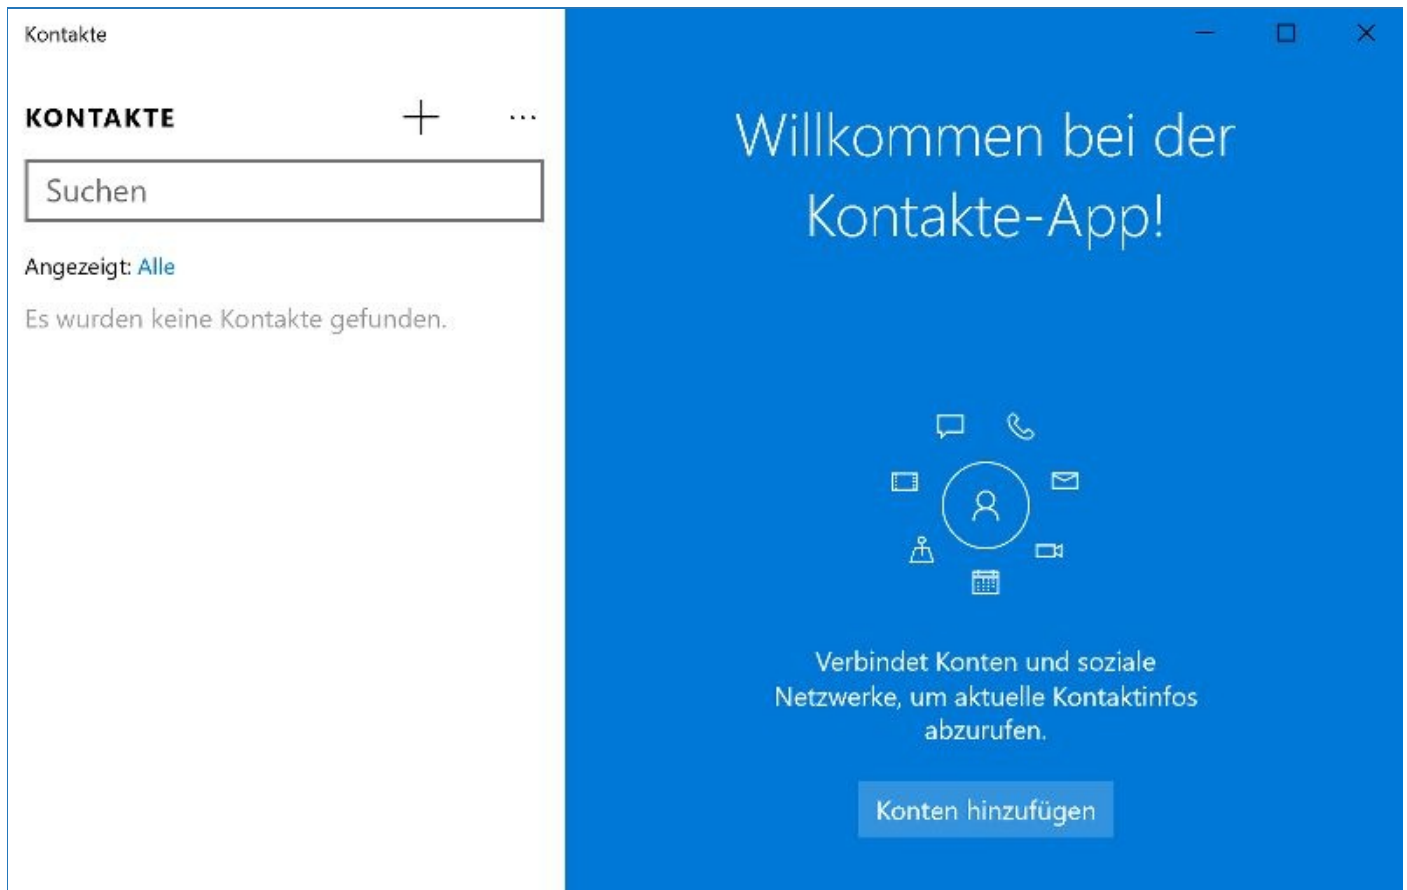 Kontakte
KONTAKTE
Suchen
Angezeigt: Alle
Es wurden keine Kontakte gefunden.
Willkommen bei der
Kontakte-App!
Verbindet Konten und soziale
Netzwerke, um aktuelle Kontaktinfos
abzurufen.
Konten hinzufügen